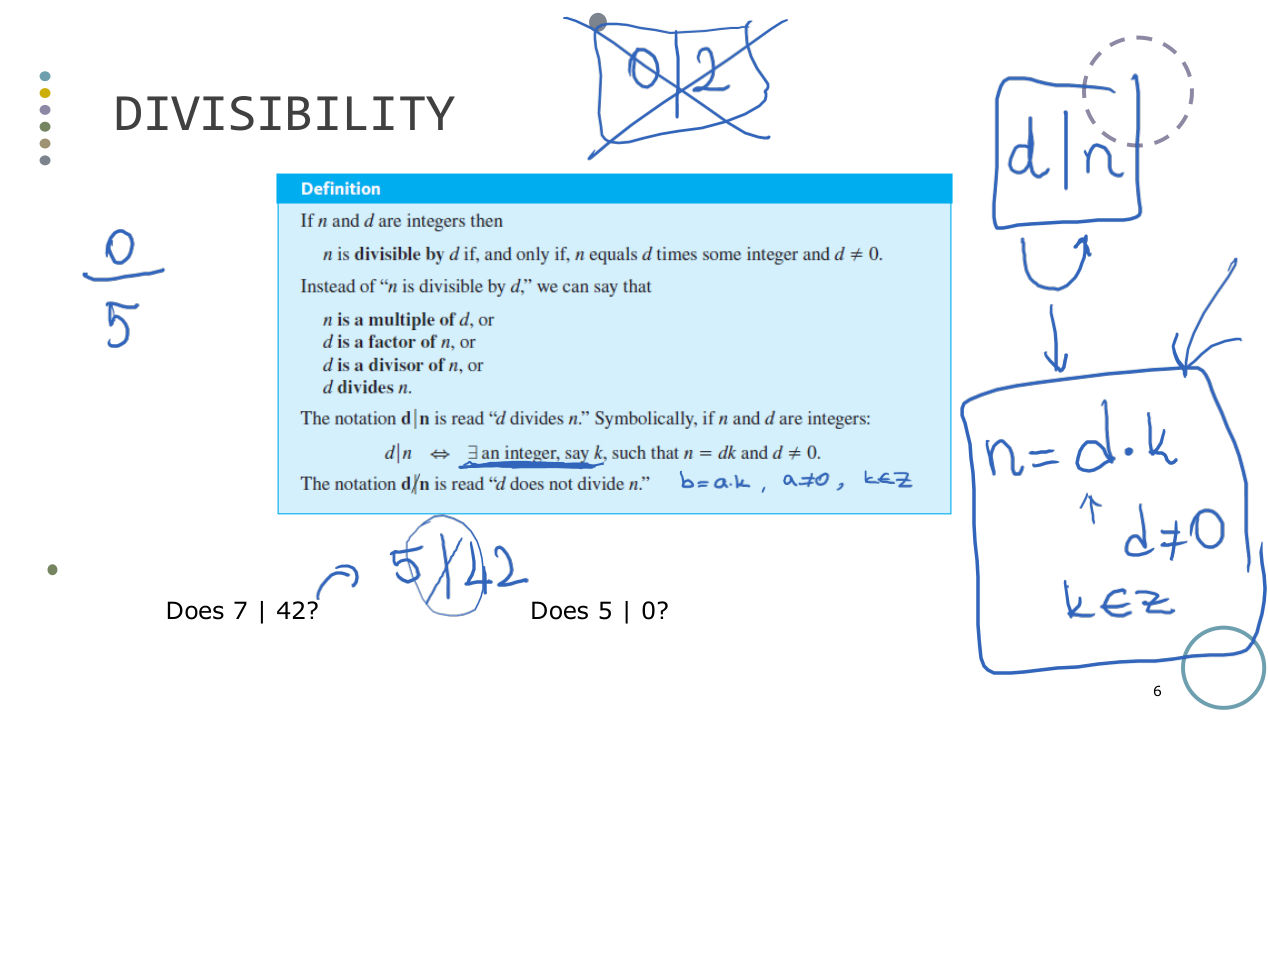 0 | 2
DIVISIBILITY
d | n
Definition
If n and d are integers then
n is divisible by d if, and only if, n equals d times some integer and d ≠ 0.
Instead of “n is divisible by d,” we can say that
n is a multiple of d, or
d is a factor of n, or
d is a divisor of n, or
d divides n.
The notation d|n is read “d divides n.” Symbolically, if n and d are integers:
d|n ⇔ ∃ an integer, say k, such that n = dk and d ≠ 0.
The notation d∤n is read “d does not divide n.”
b = a·k , a≠0 , k∈Z
0
5
n = d·k
d≠0
k∈Z
5 ∤ 42
Does 7 | 42?
Does 5 | 0?
6